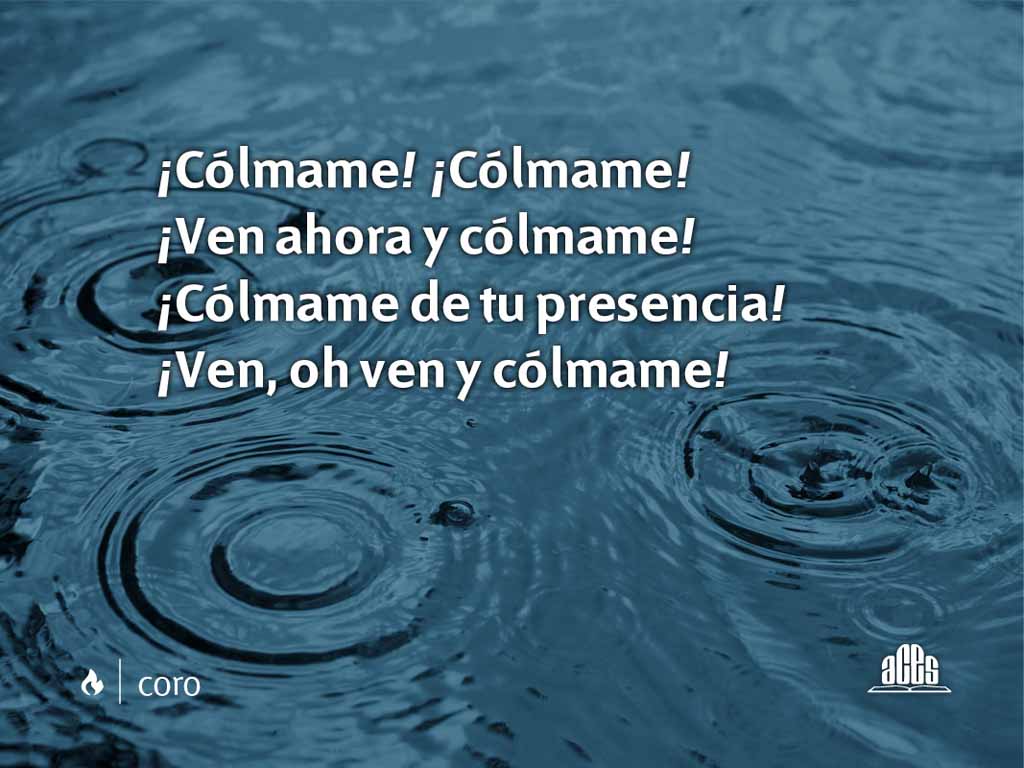 ¡Cólmame! ¡Cólmame!
¡Ven ahora y cólmame!
¡Cólmame de tu presencia!
¡Ven, oh ven y cólmame!
coro
aces